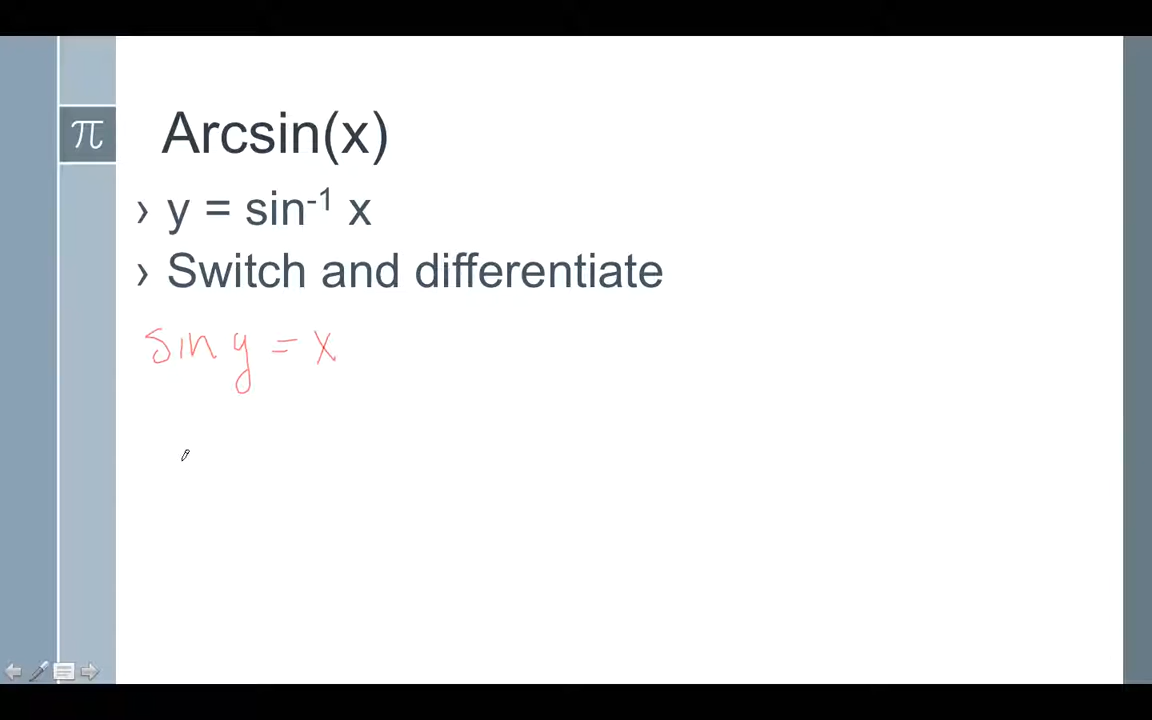 π
Arcsin(x)
› y = sin⁻¹ x
› Switch and differentiate
sin y = x